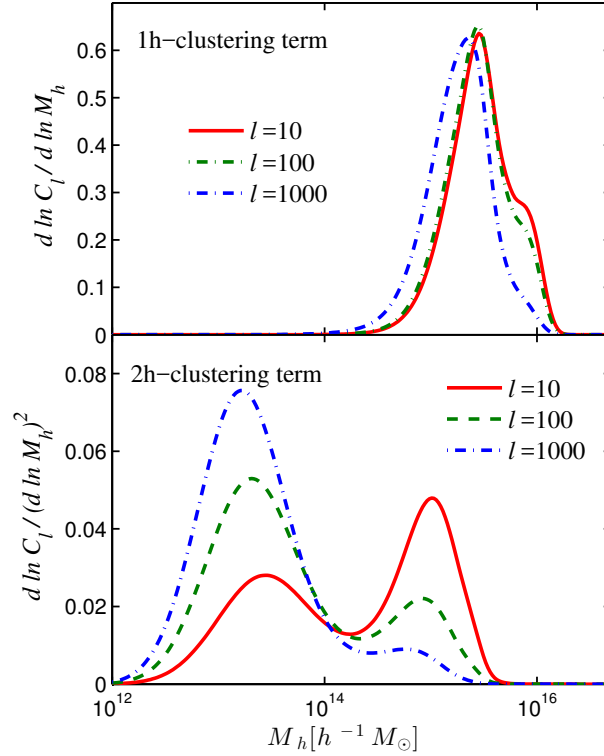 1h−clustering term
d ln C_l / d ln M_h
0.6
0.5
0.4
0.3
0.2
0.1
0
l=10
l=100
l=1000
2h−clustering term
d ln C_l /(d ln M_h)^2
0.08
0.06
0.04
0.02
0
l=10
l=100
l=1000
10^12 10^14 10^16
M_h[h^−1 M_⊙]